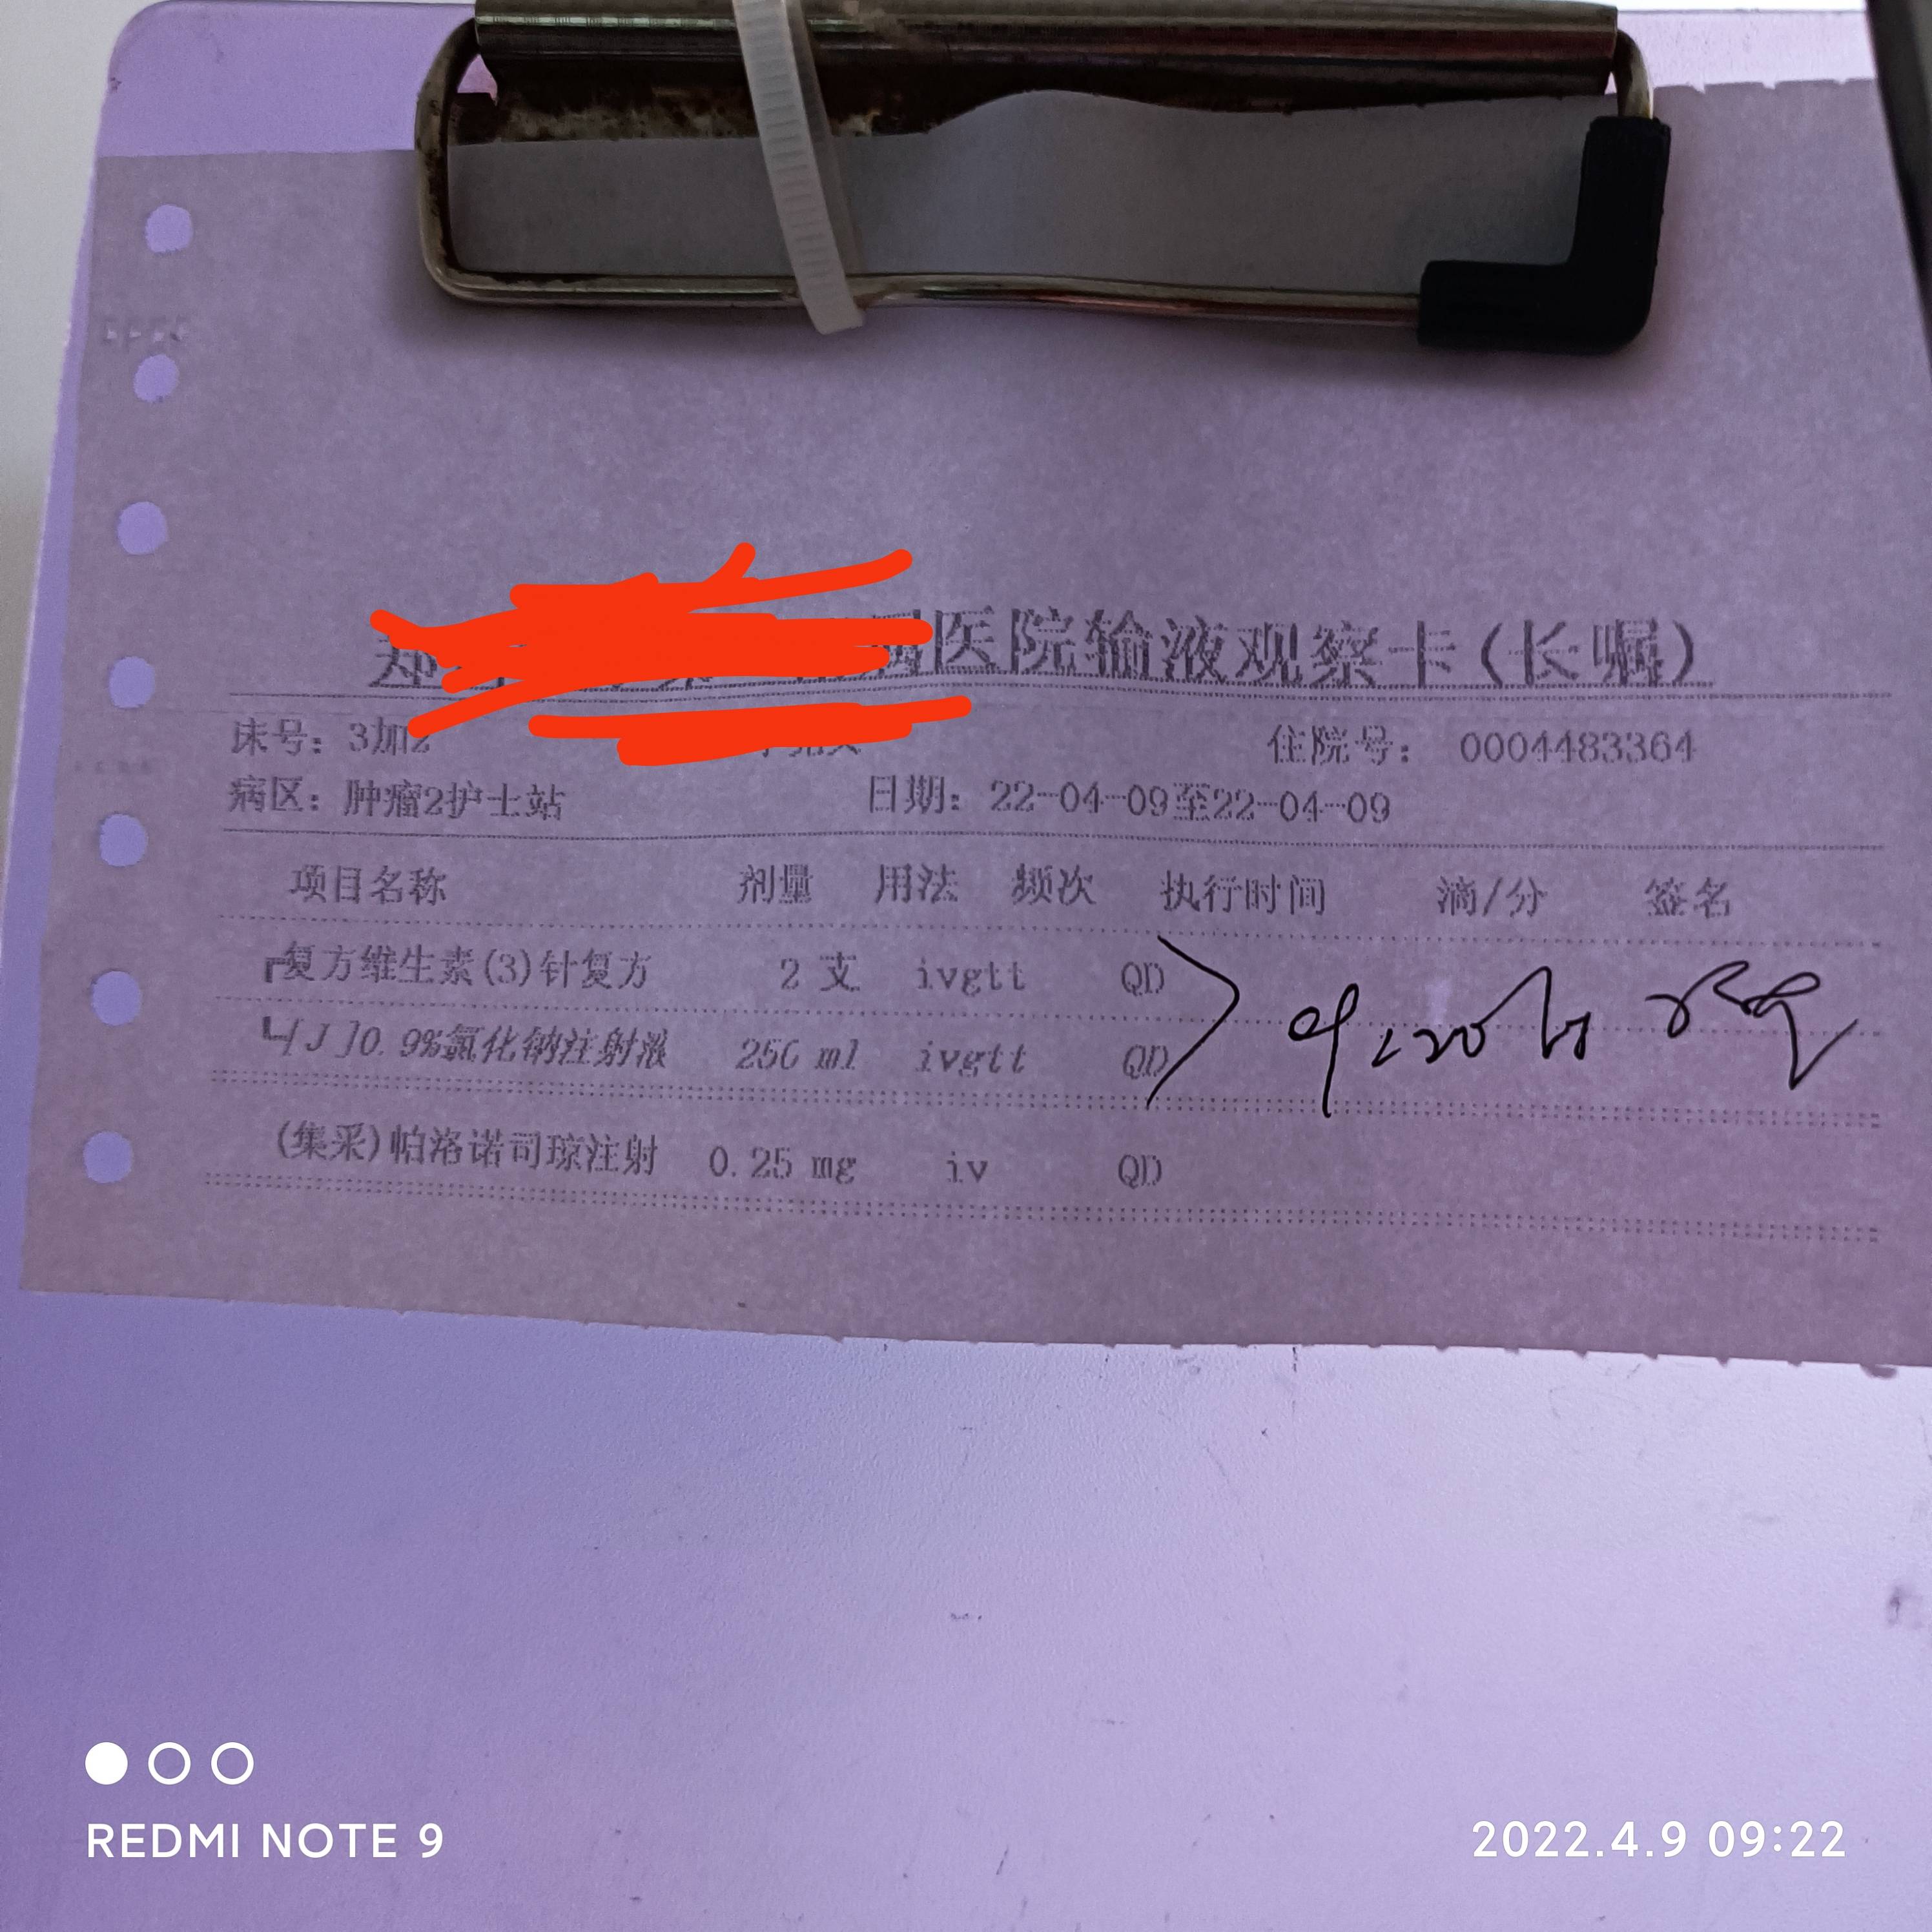 医院输液观察卡(长嘱)
床号: 3加2 住院号: 0004483364
病区: 肿瘤2护士站 日期: 22-04-09至22-04-09
项目名称 剂量 用法 频次 执行时间 滴/分 签名
┌复方维生素(3)针复方 2 支 ivgtt QD
└[J]0.9%氯化钠注射液 250 ml ivgtt QD
(集采)帕洛诺司琼注射 0.25 mg iv QD
REDMI NOTE 9
2022.4.9 09:22